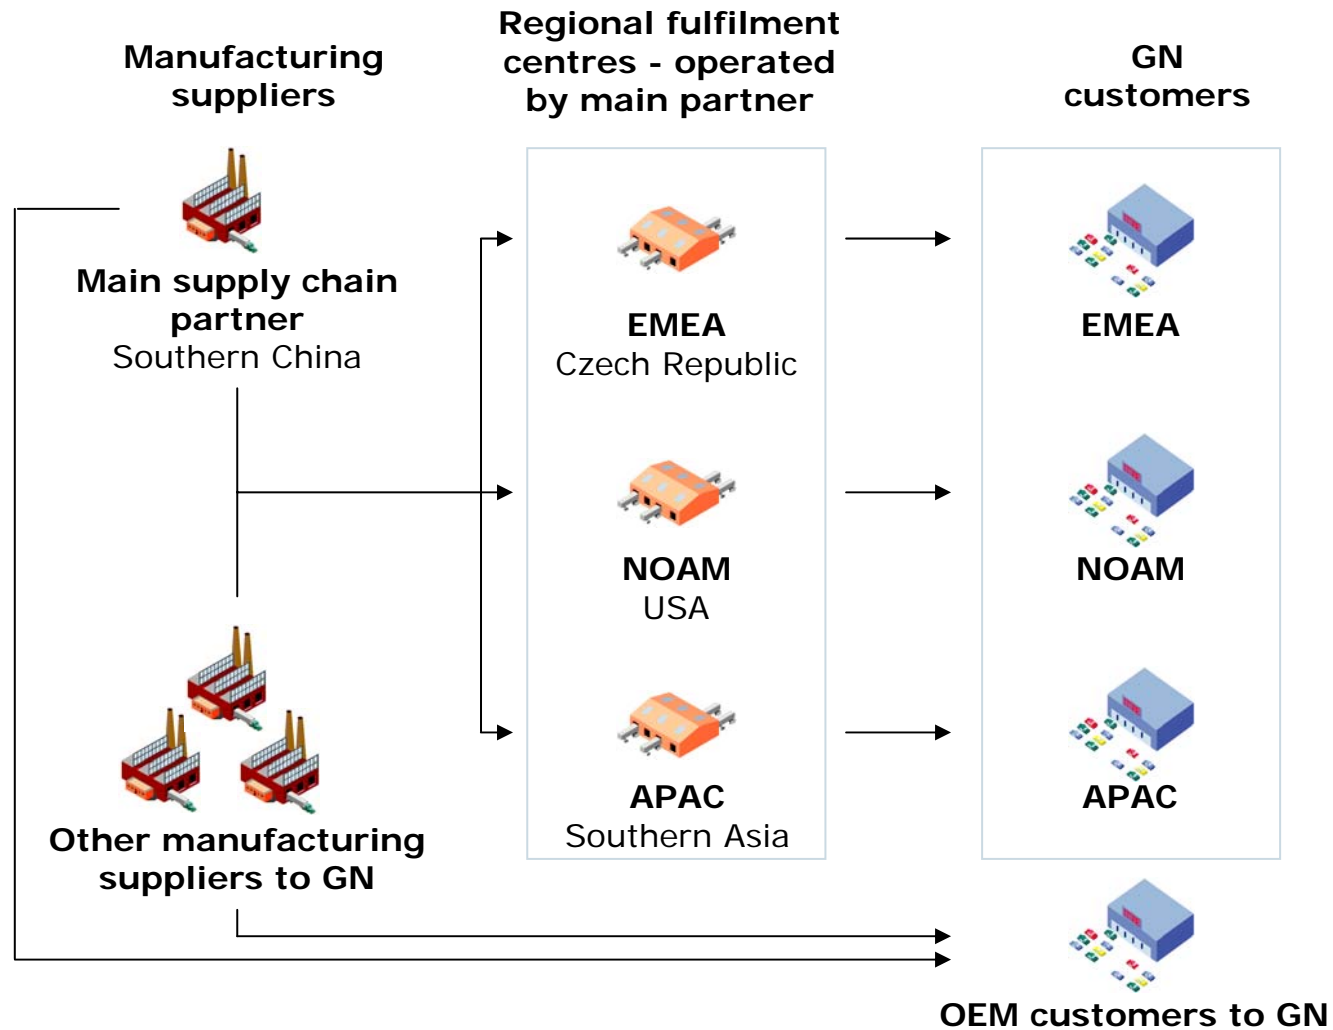 Manufacturing
suppliers
Regional fulfilment
centres - operated
by main partner
GN
customers
Main supply chain
partner
Southern China
EMEA
Czech Republic
EMEA
NOAM
USA
NOAM
Other manufacturing
suppliers to GN
APAC
Southern Asia
APAC
OEM customers to GN